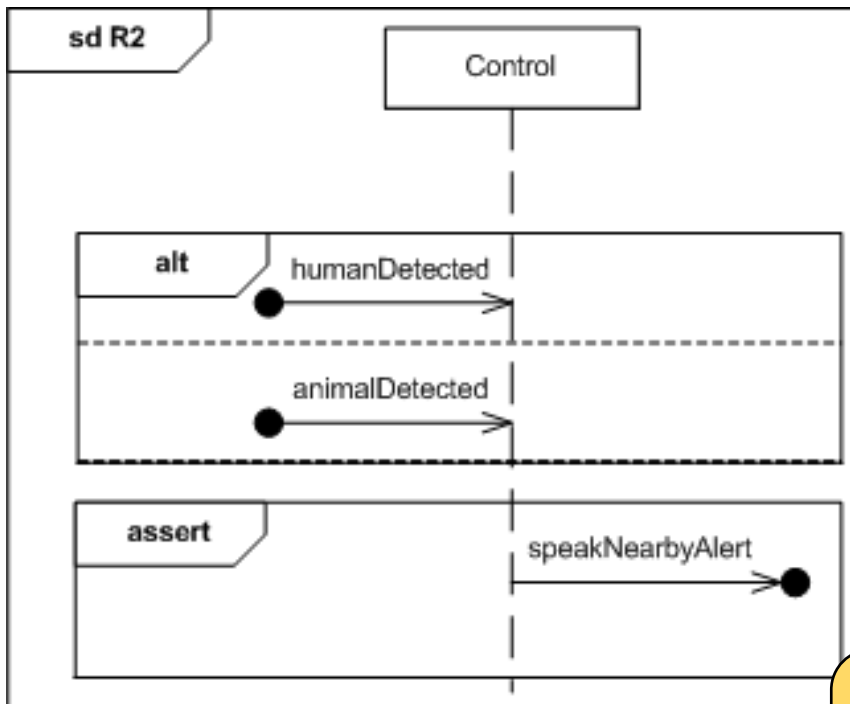 sd R2
Control
alt
humanDetected
animalDetected
assert
speakNearbyAlert